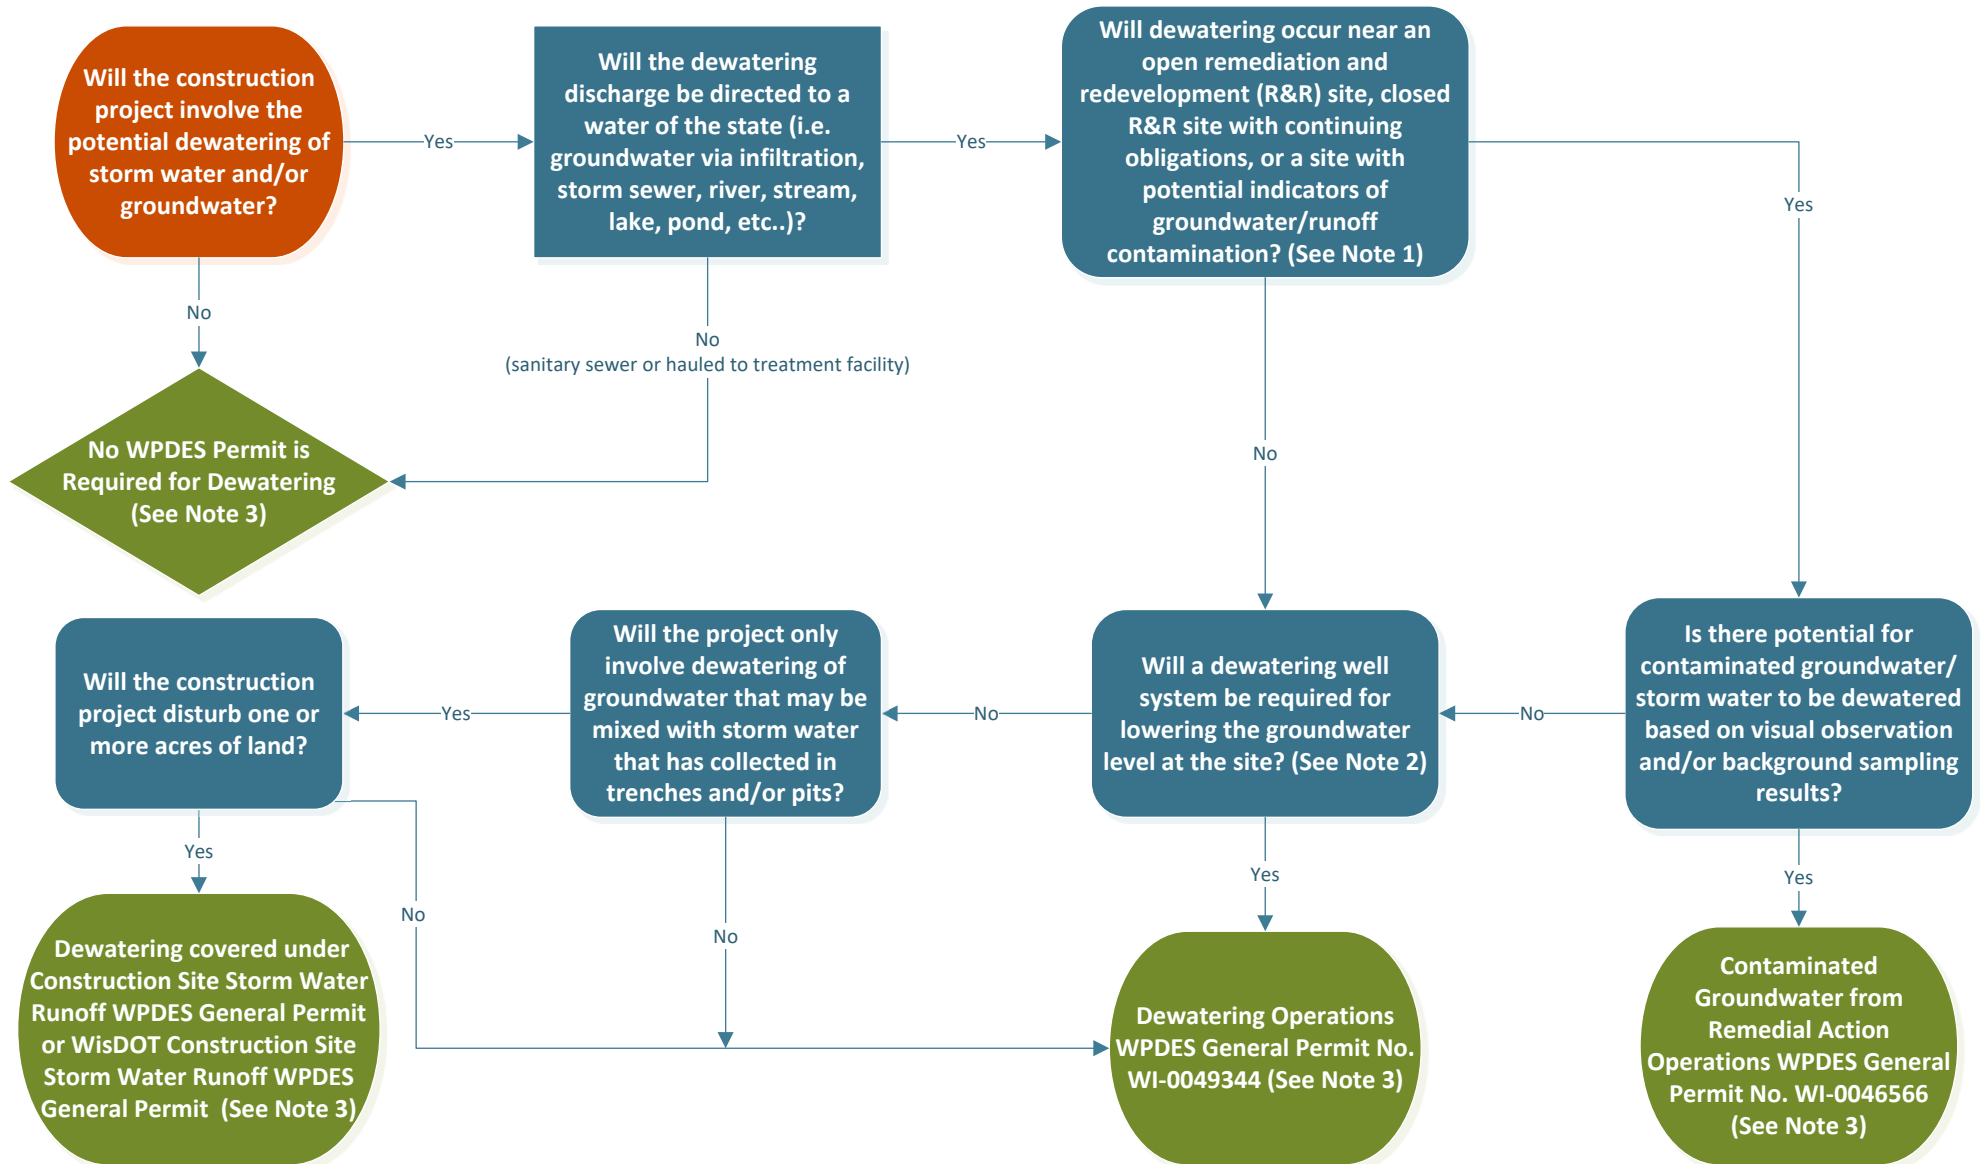 Will the construction
project involve the
potential dewatering of
storm water and/or
groundwater?
Yes
Will the dewatering
discharge be directed to a
water of the state (i.e.
groundwater via infiltration,
storm sewer, river, stream,
lake, pond, etc..)?
Yes
Will dewatering occur near an
open remediation and
redevelopment (R&R) site, closed
R&R site with continuing
obligations, or a site with
potential indicators of
groundwater/runoff
contamination? (See Note 1)
Yes
No
No
(sanitary sewer or hauled to treatment facility)
No
No WPDES Permit is
Required for Dewatering
(See Note 3)
Will the construction
project disturb one or
more acres of land?
Yes
Will the project only
involve dewatering of
groundwater that may be
mixed with storm water
that has collected in
trenches and/or pits?
No
Will a dewatering well
system be required for
lowering the groundwater
level at the site? (See Note 2)
No
Is there potential for
contaminated groundwater/
storm water to be dewatered
based on visual observation
and/or background sampling
results?
Yes
No
No
Yes
Yes
Dewatering covered under
Construction Site Storm Water
Runoff WPDES General Permit
or WisDOT Construction Site
Storm Water Runoff WPDES
General Permit  (See Note 3)
Dewatering Operations
WPDES General Permit No.
WI-0049344 (See Note 3)
Contaminated
Groundwater from
Remedial Action
Operations WPDES General
Permit No. WI-0046566
(See Note 3)